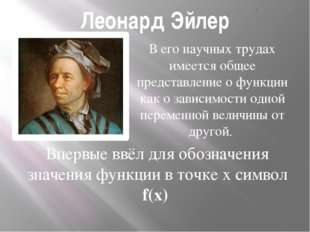 Леонард Эйлер
В его научных трудах
имеется общее
представление о функции
как о зависимости одной
переменной величины от
другой.
Впервые ввёл для обозначения
значения функции в точке х символ
f(x)